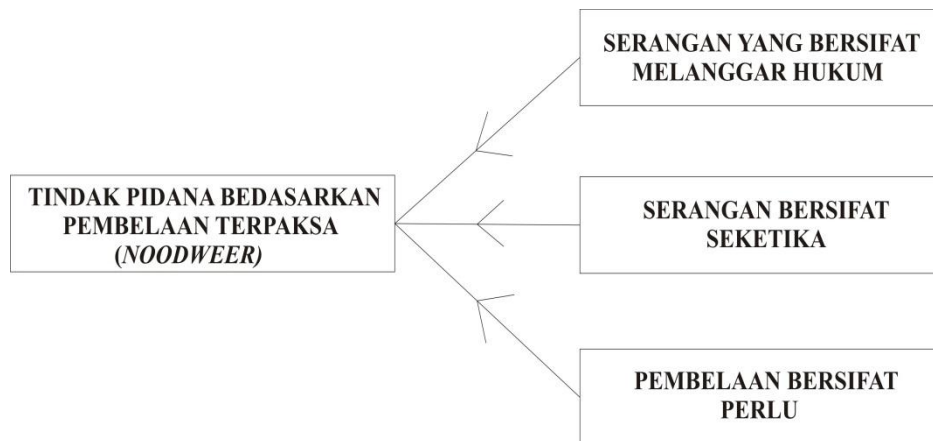 TINDAK PIDANA BEDASARKAN
PEMBELAAN TERPAKSA
(NOODWEER)
SERANGAN YANG BERSIFAT
MELANGGAR HUKUM
SERANGAN BERSIFAT
SEKETIKA
PEMBELAAN BERSIFAT
PERLU